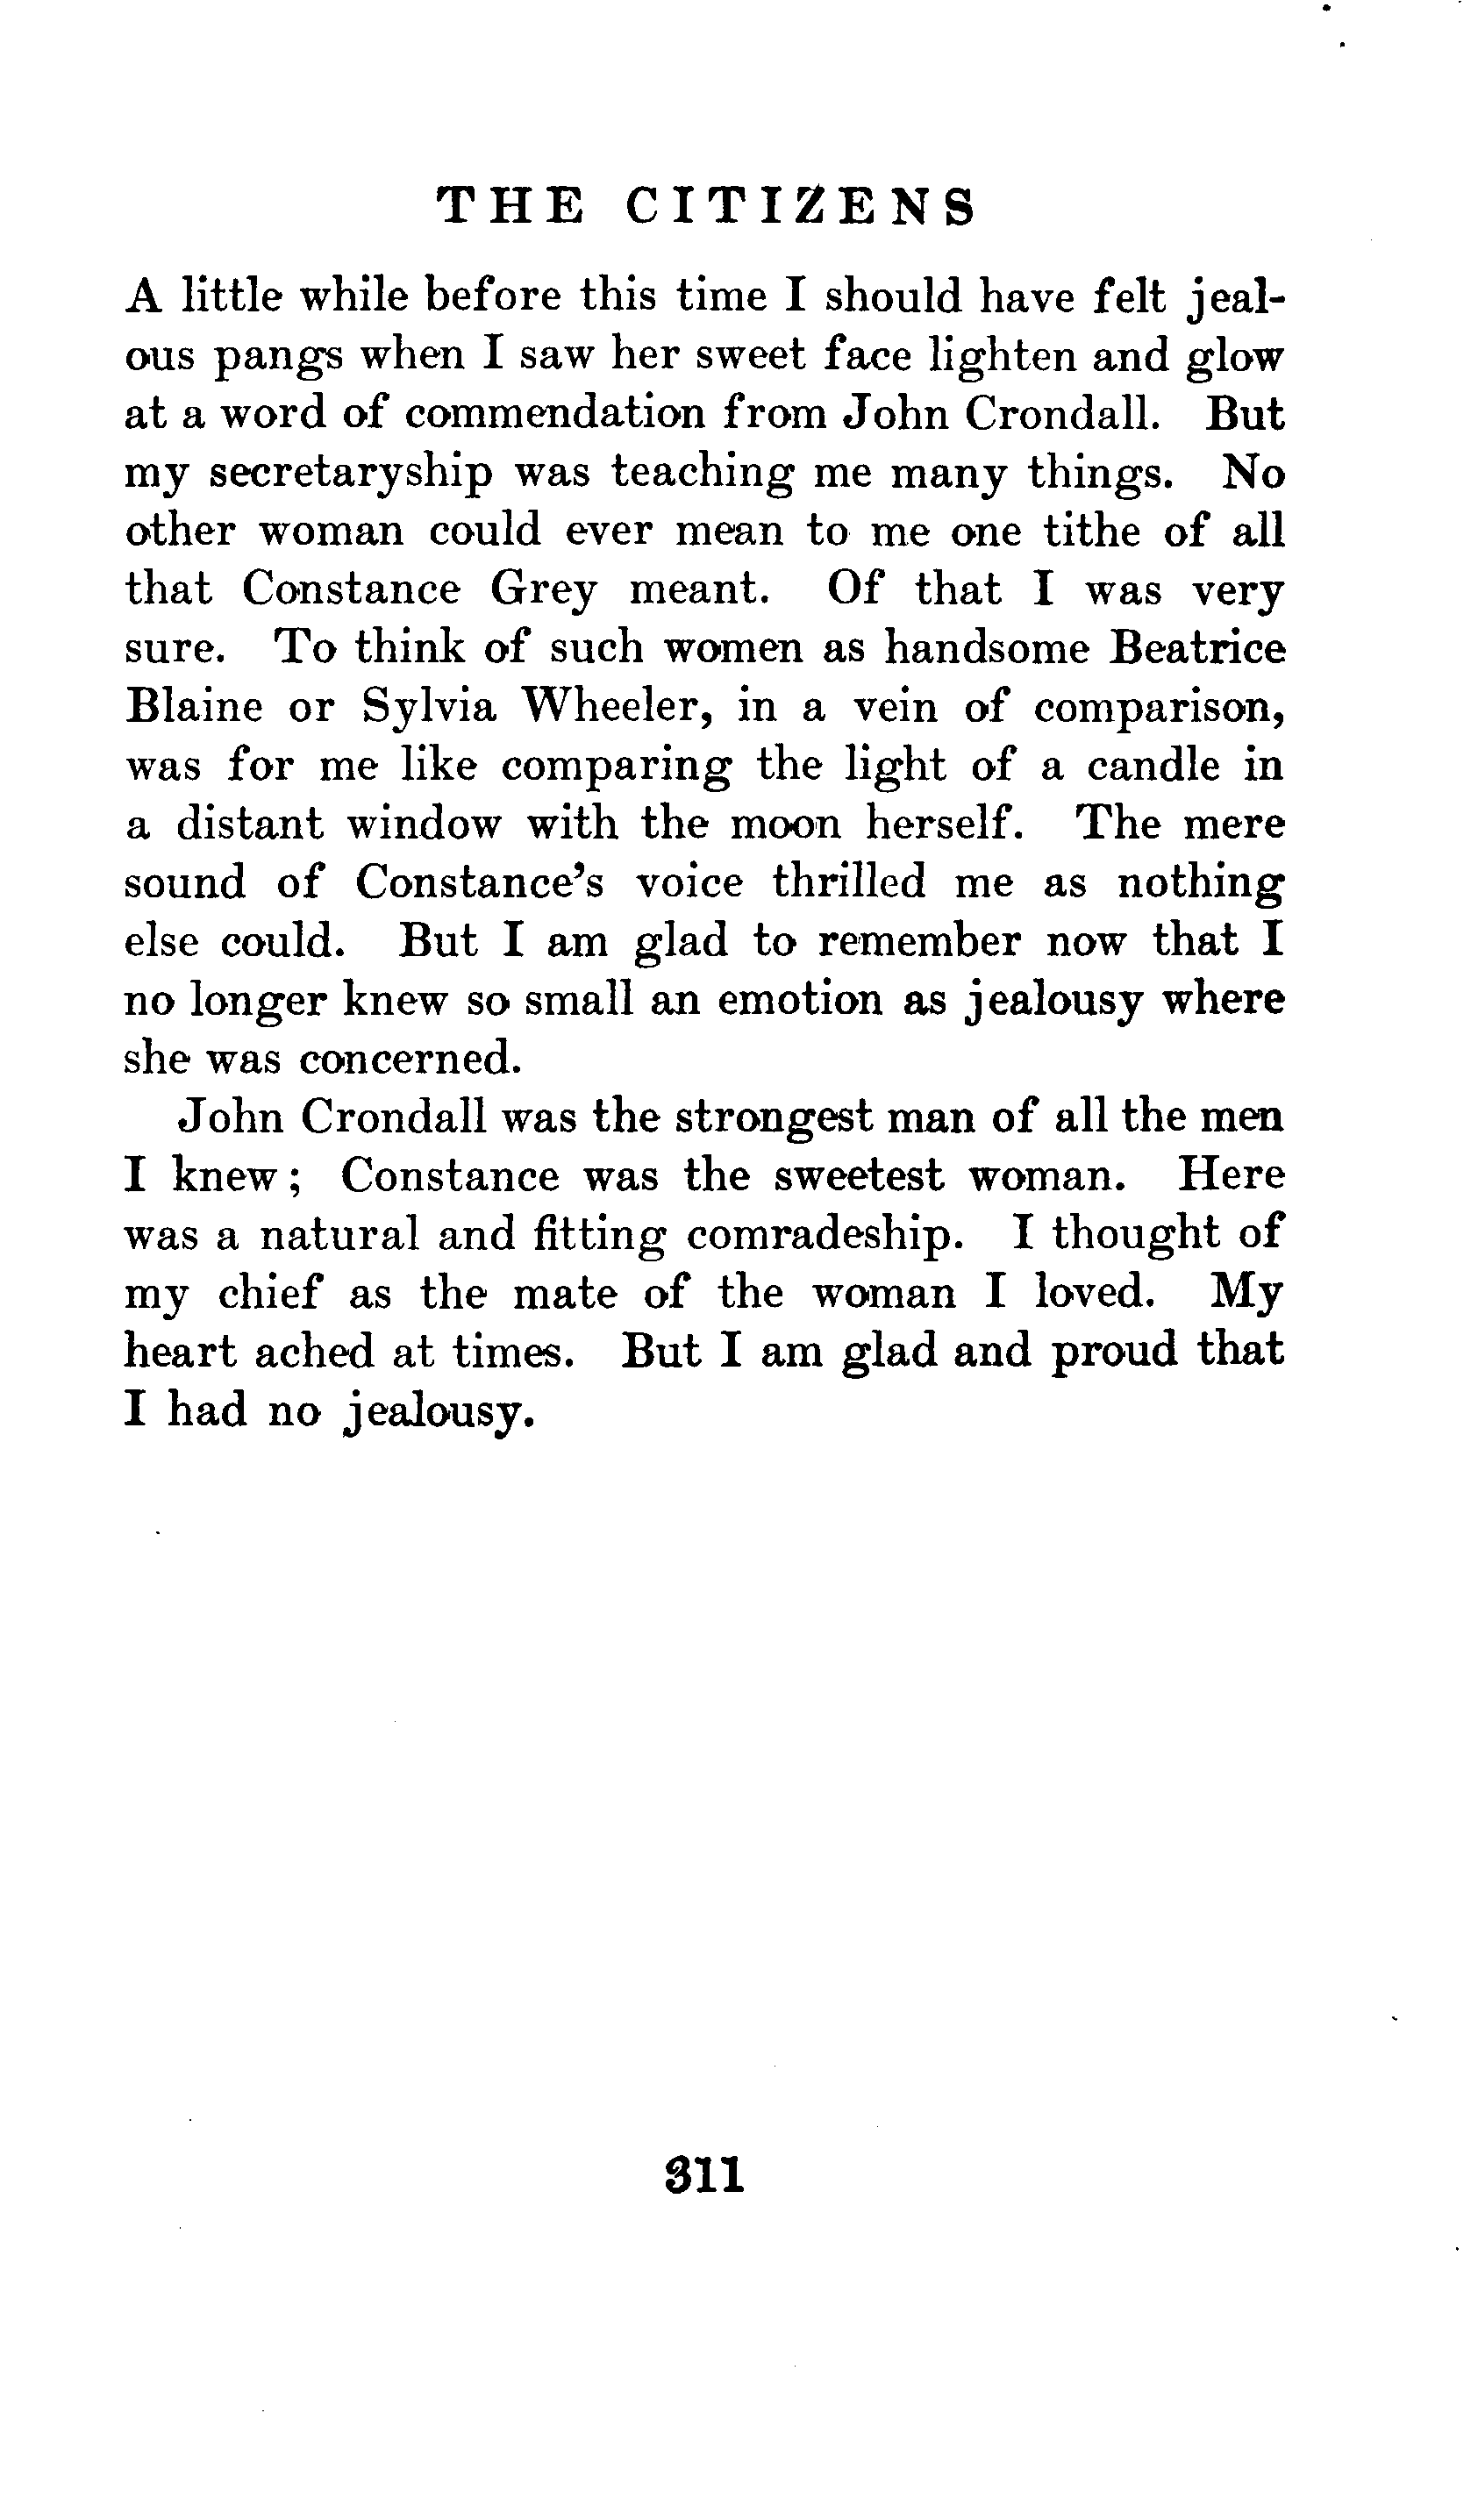 THE CITIZENS
A little while before this time I should have felt jeal-
ous pangs when I saw her sweet face lighten and glow
at a word of commendation from John Crondall. But
my secretaryship was teaching me many things. No
other woman could ever mean to me one tithe of all
that Constance Grey meant. Of that I was very
sure. To think of such women as handsome Beatrice
Blaine or Sylvia Wheeler, in a vein of comparison,
was for me like comparing the light of a candle in
a distant window with the moon herself. The mere
sound of Constance's voice thrilled me as nothing
else could. But I am glad to remember now that I
no longer knew so small an emotion as jealousy where
she was concerned.
John Crondall was the strongest man of all the men
I knew; Constance was the sweetest woman. Here
was a natural and fitting comradeship. I thought of
my chief as the mate of the woman I loved. My
heart ached at times. But I am glad and proud that
I had no jealousy.
311